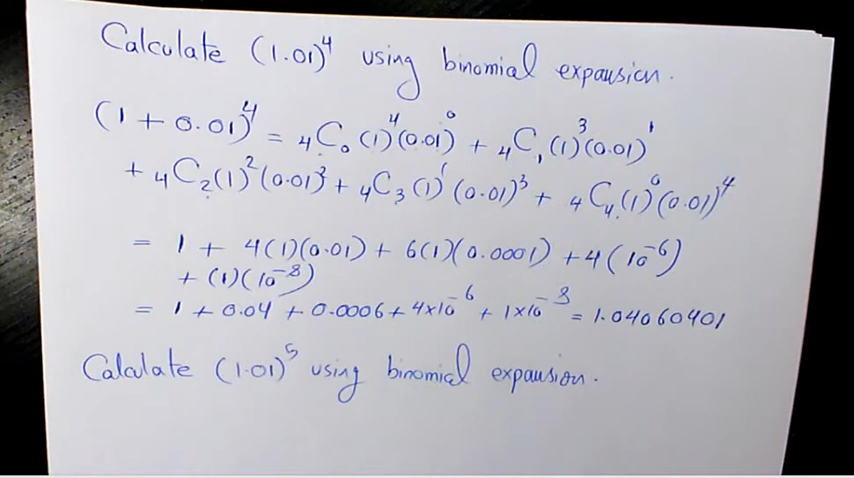 Calculate (1.01)⁴ using binomial expansion.
(1 + 0.01)⁴ = ₄C₀ (1)⁴(0.01)⁰ + ₄C₁ (1)³(0.01)¹
+ ₄C₂(1)²(0.01)² + ₄C₃(1)¹(0.01)³ + ₄C₄(1)⁰(0.01)⁴
= 1 + 4(1)(0.01) + 6(1)(0.0001) + 4(10⁻⁶)
+ (1)(10⁻⁸)
= 1 + 0.04 + 0.0006 + 4×10⁻⁶ + 1×10⁻⁸ = 1.04060401
Calculate (1.01)⁵ using binomial expansion.